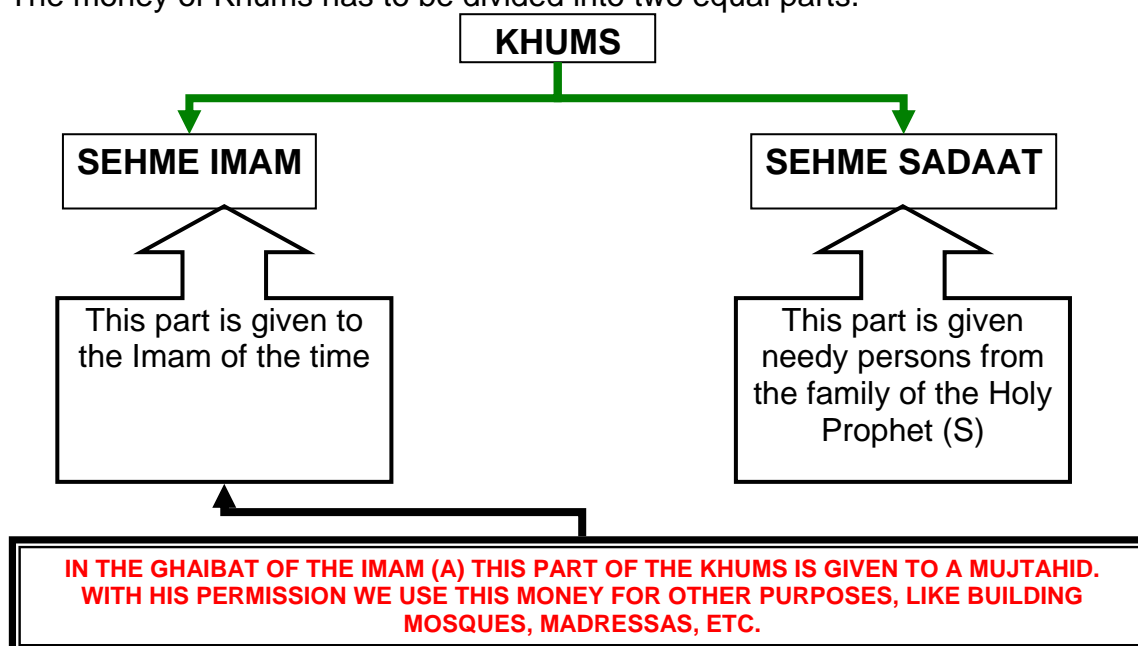 The money of Khums has to be divided into two equal parts.
KHUMS
SEHME IMAM
SEHME SADAAT
This part is given to
the Imam of the time
This part is given
needy persons from
the family of the Holy
Prophet (S)
IN THE GHAIBAT OF THE IMAM (A) THIS PART OF THE KHUMS IS GIVEN TO A MUJTAHID.
WITH HIS PERMISSION WE USE THIS MONEY FOR OTHER PURPOSES, LIKE BUILDING
MOSQUES, MADRESSAS, ETC.